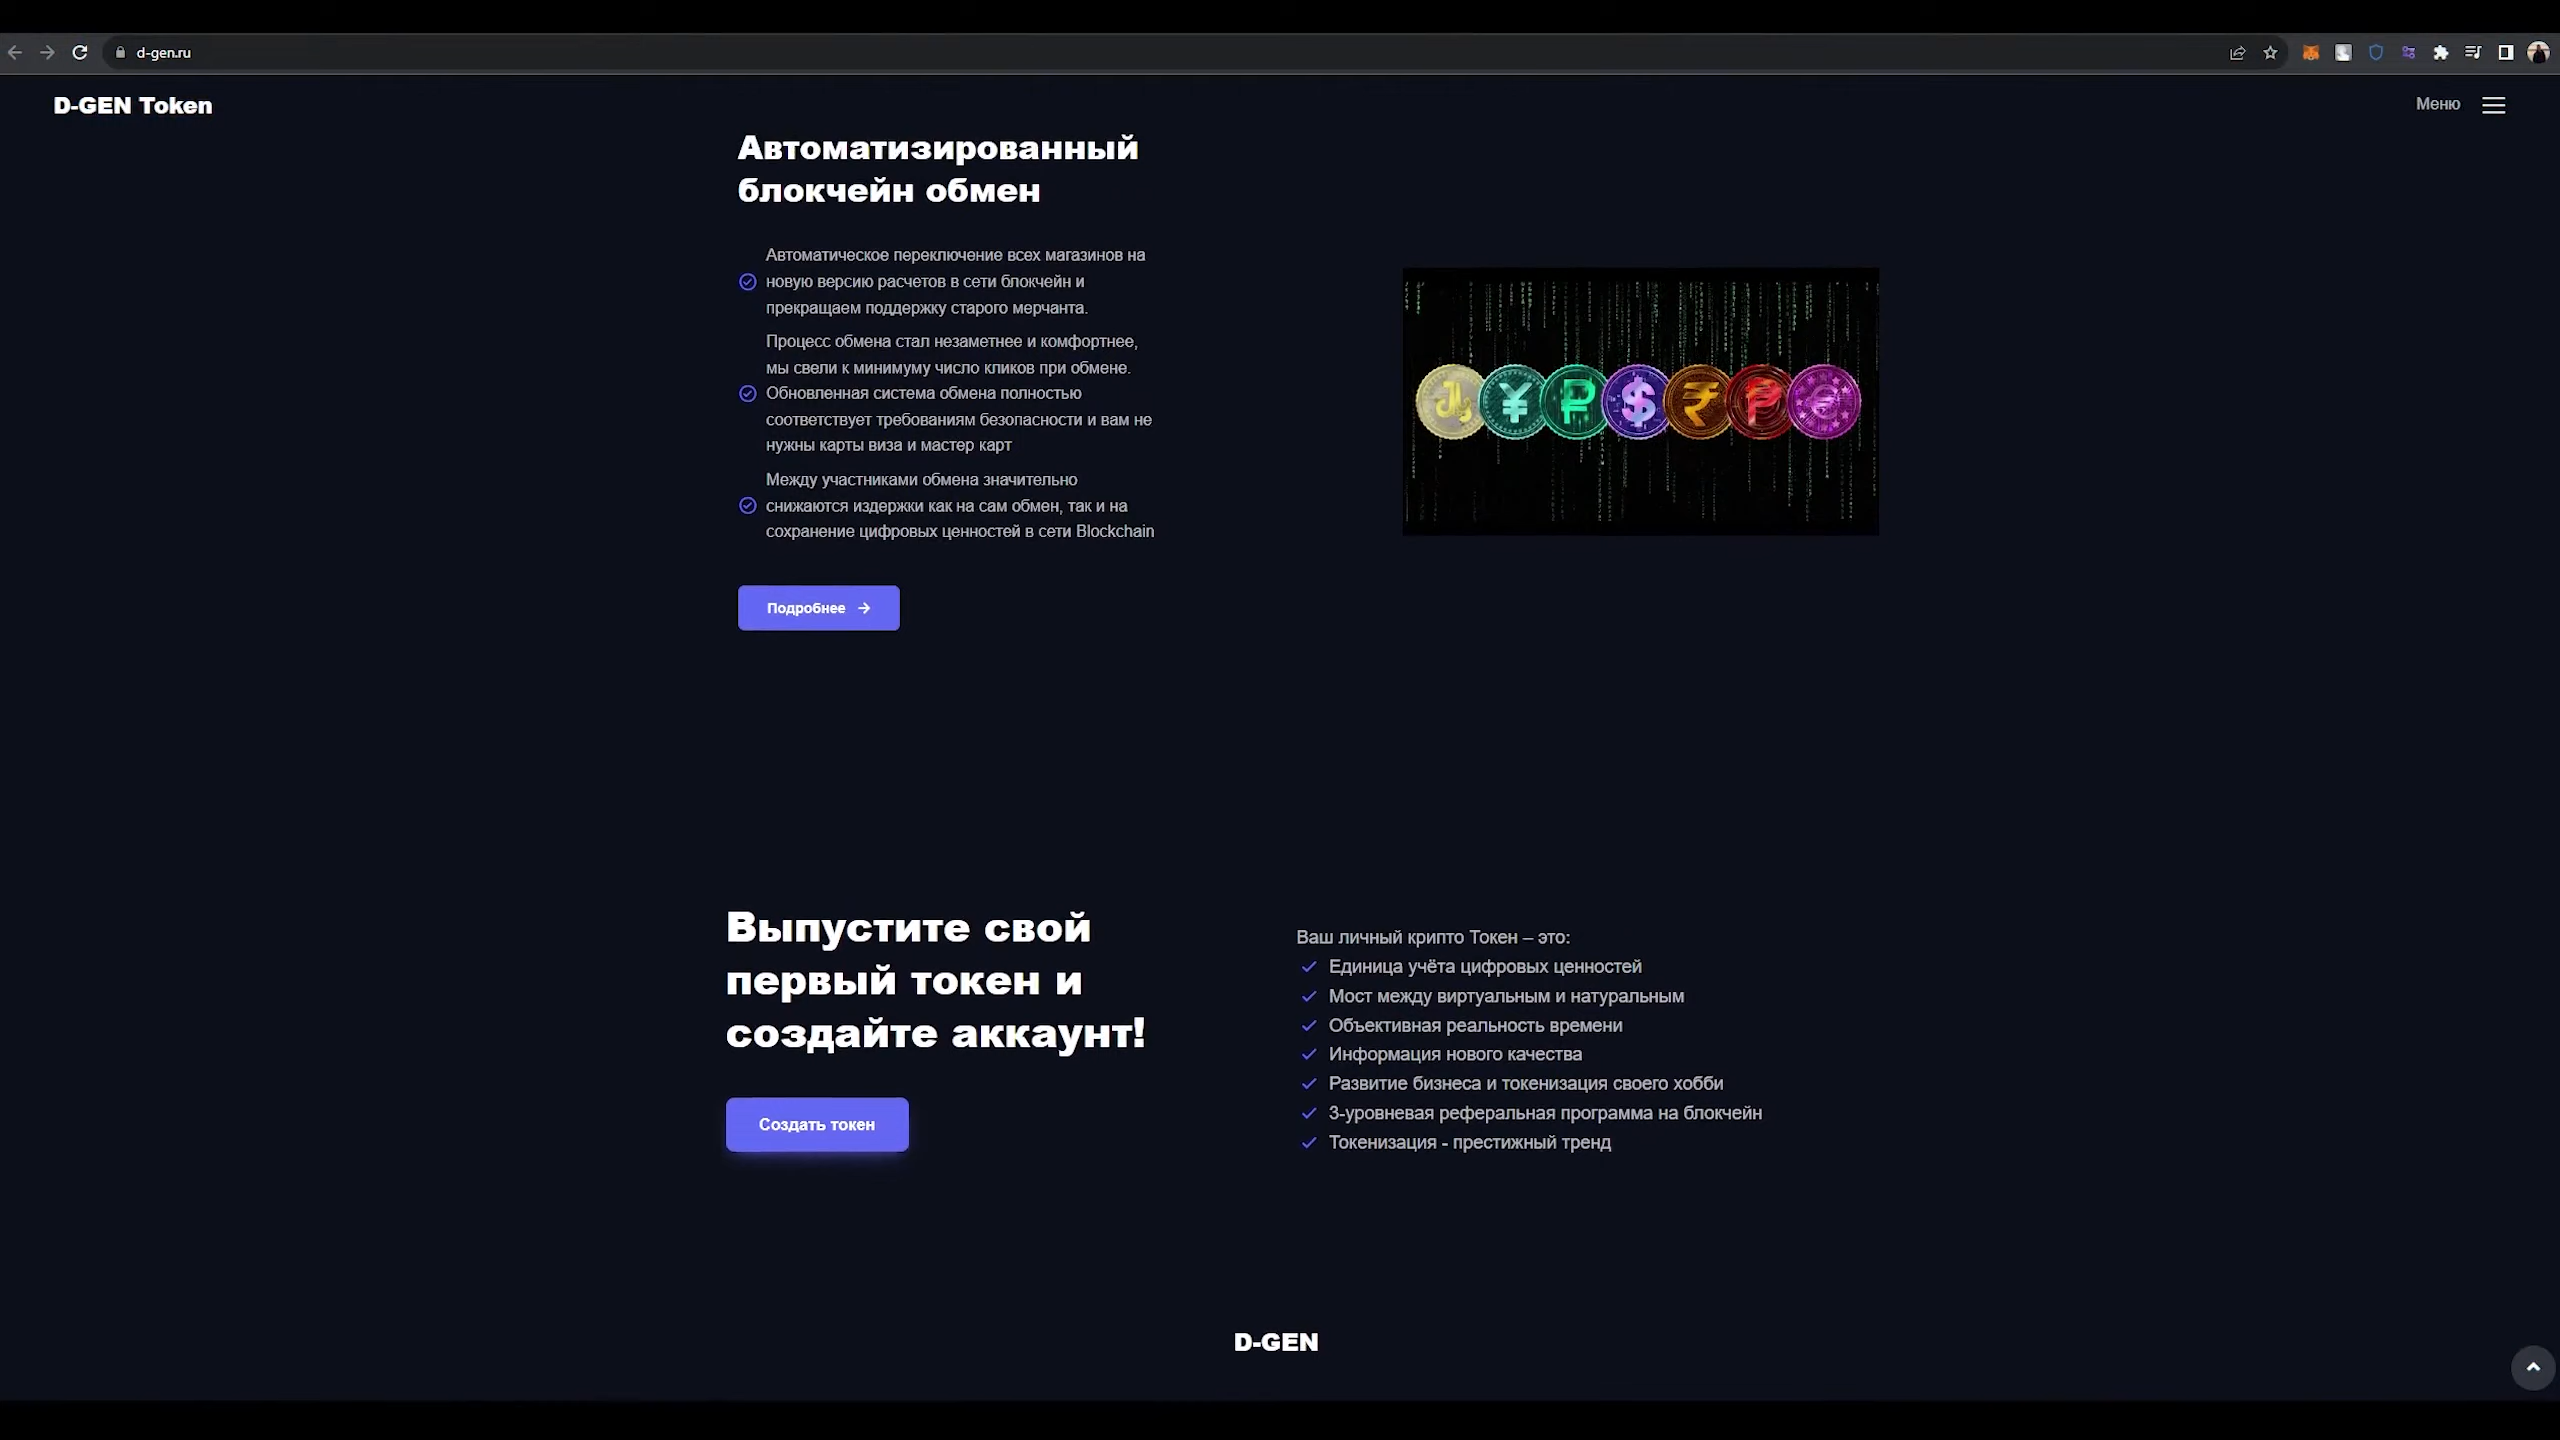 d-gen.ru
D-GEN Token
Меню
Автоматизированный
блокчейн обмен
Автоматическое переключение всех магазинов на
новую версию расчетов в сети блокчейн и
прекращаем поддержку старого мерчанта.
Процесс обмена стал незаметнее и комфортнее,
мы свели к минимуму число кликов при обмене.
Обновленная система обмена полностью
соответствует требованиям безопасности и вам не
нужны карты виза и мастер карт
Между участниками обмена значительно
снижаются издержки как на сам обмен, так и на
сохранение цифровых ценностей в сети Blockchain
Подробнее
Выпустите свой
первый токен и
создайте аккаунт!
Создать токен
Ваш личный крипто Токен – это:
Единица учёта цифровых ценностей
Мост между виртуальным и натуральным
Объективная реальность времени
Информация нового качества
Развитие бизнеса и токенизация своего хобби
3-уровневая реферальная программа на блокчейн
Токенизация - престижный тренд
D-GEN